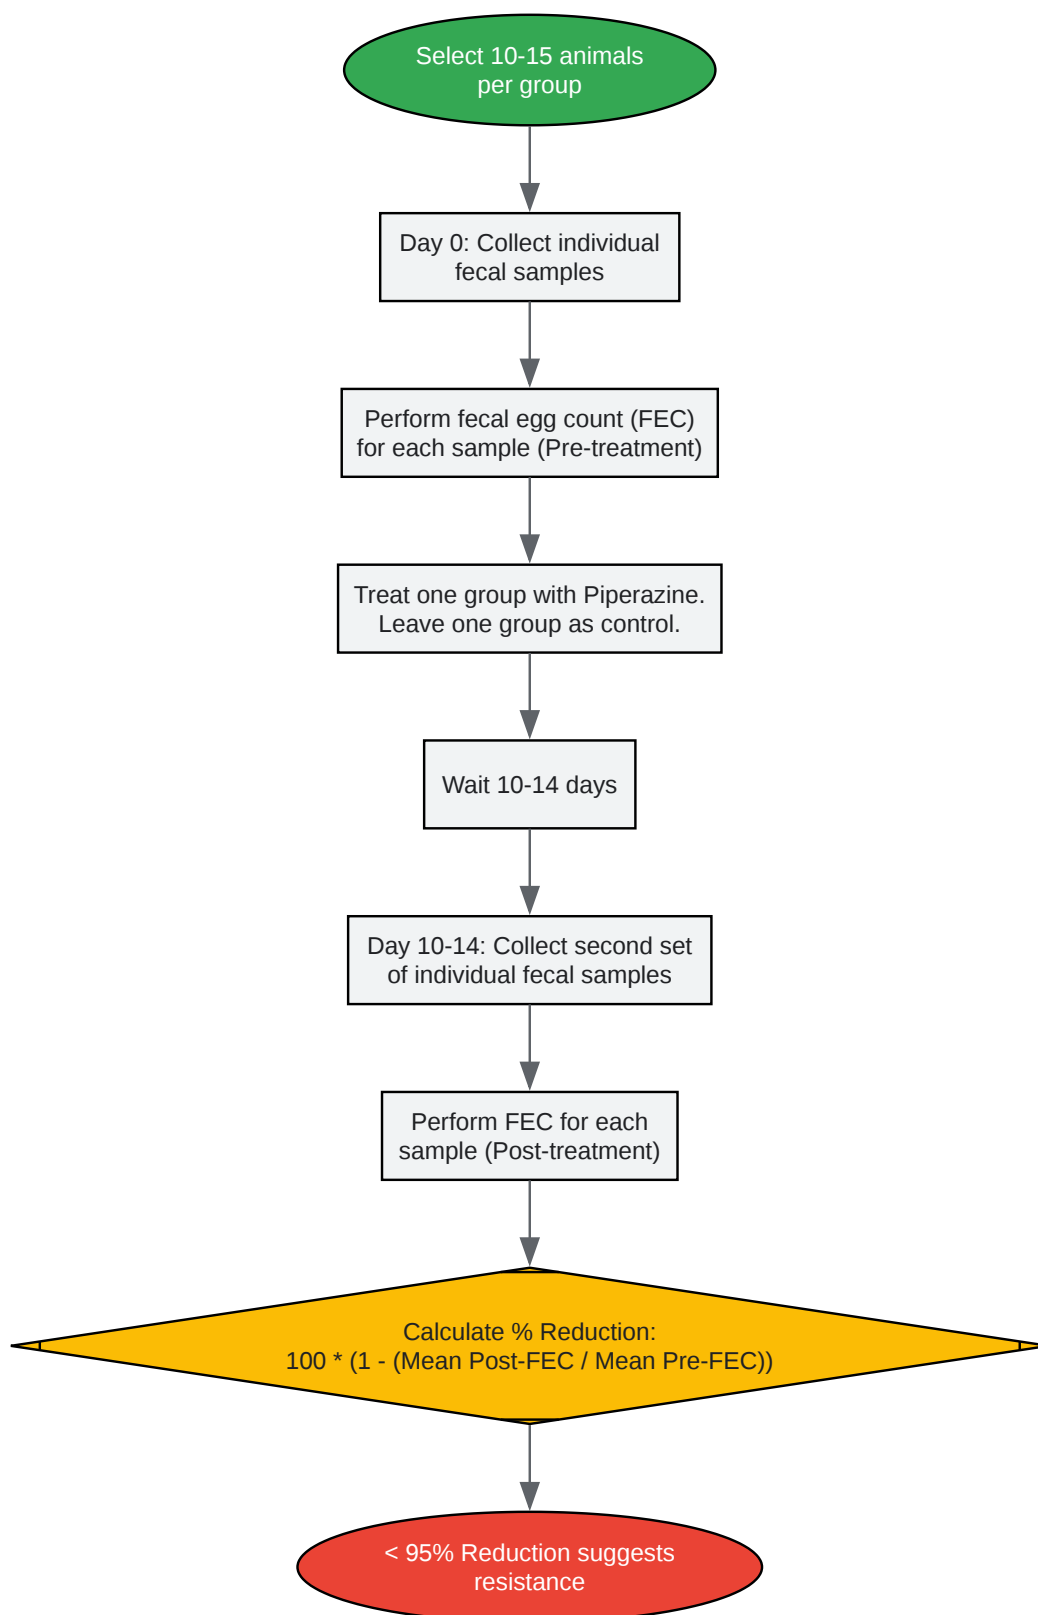 Select 10-15 animals
per group
Day 0: Collect individual
fecal samples
Perform fecal egg count (FEC)
for each sample (Pre-treatment)
Treat one group with Piperazine.
Leave one group as control.
Wait 10-14 days
Day 10-14: Collect second set
of individual fecal samples
Perform FEC for each
sample (Post-treatment)
Calculate % Reduction:
100 * (1 - (Mean Post-FEC / Mean Pre-FEC))
< 95% Reduction suggests
resistance